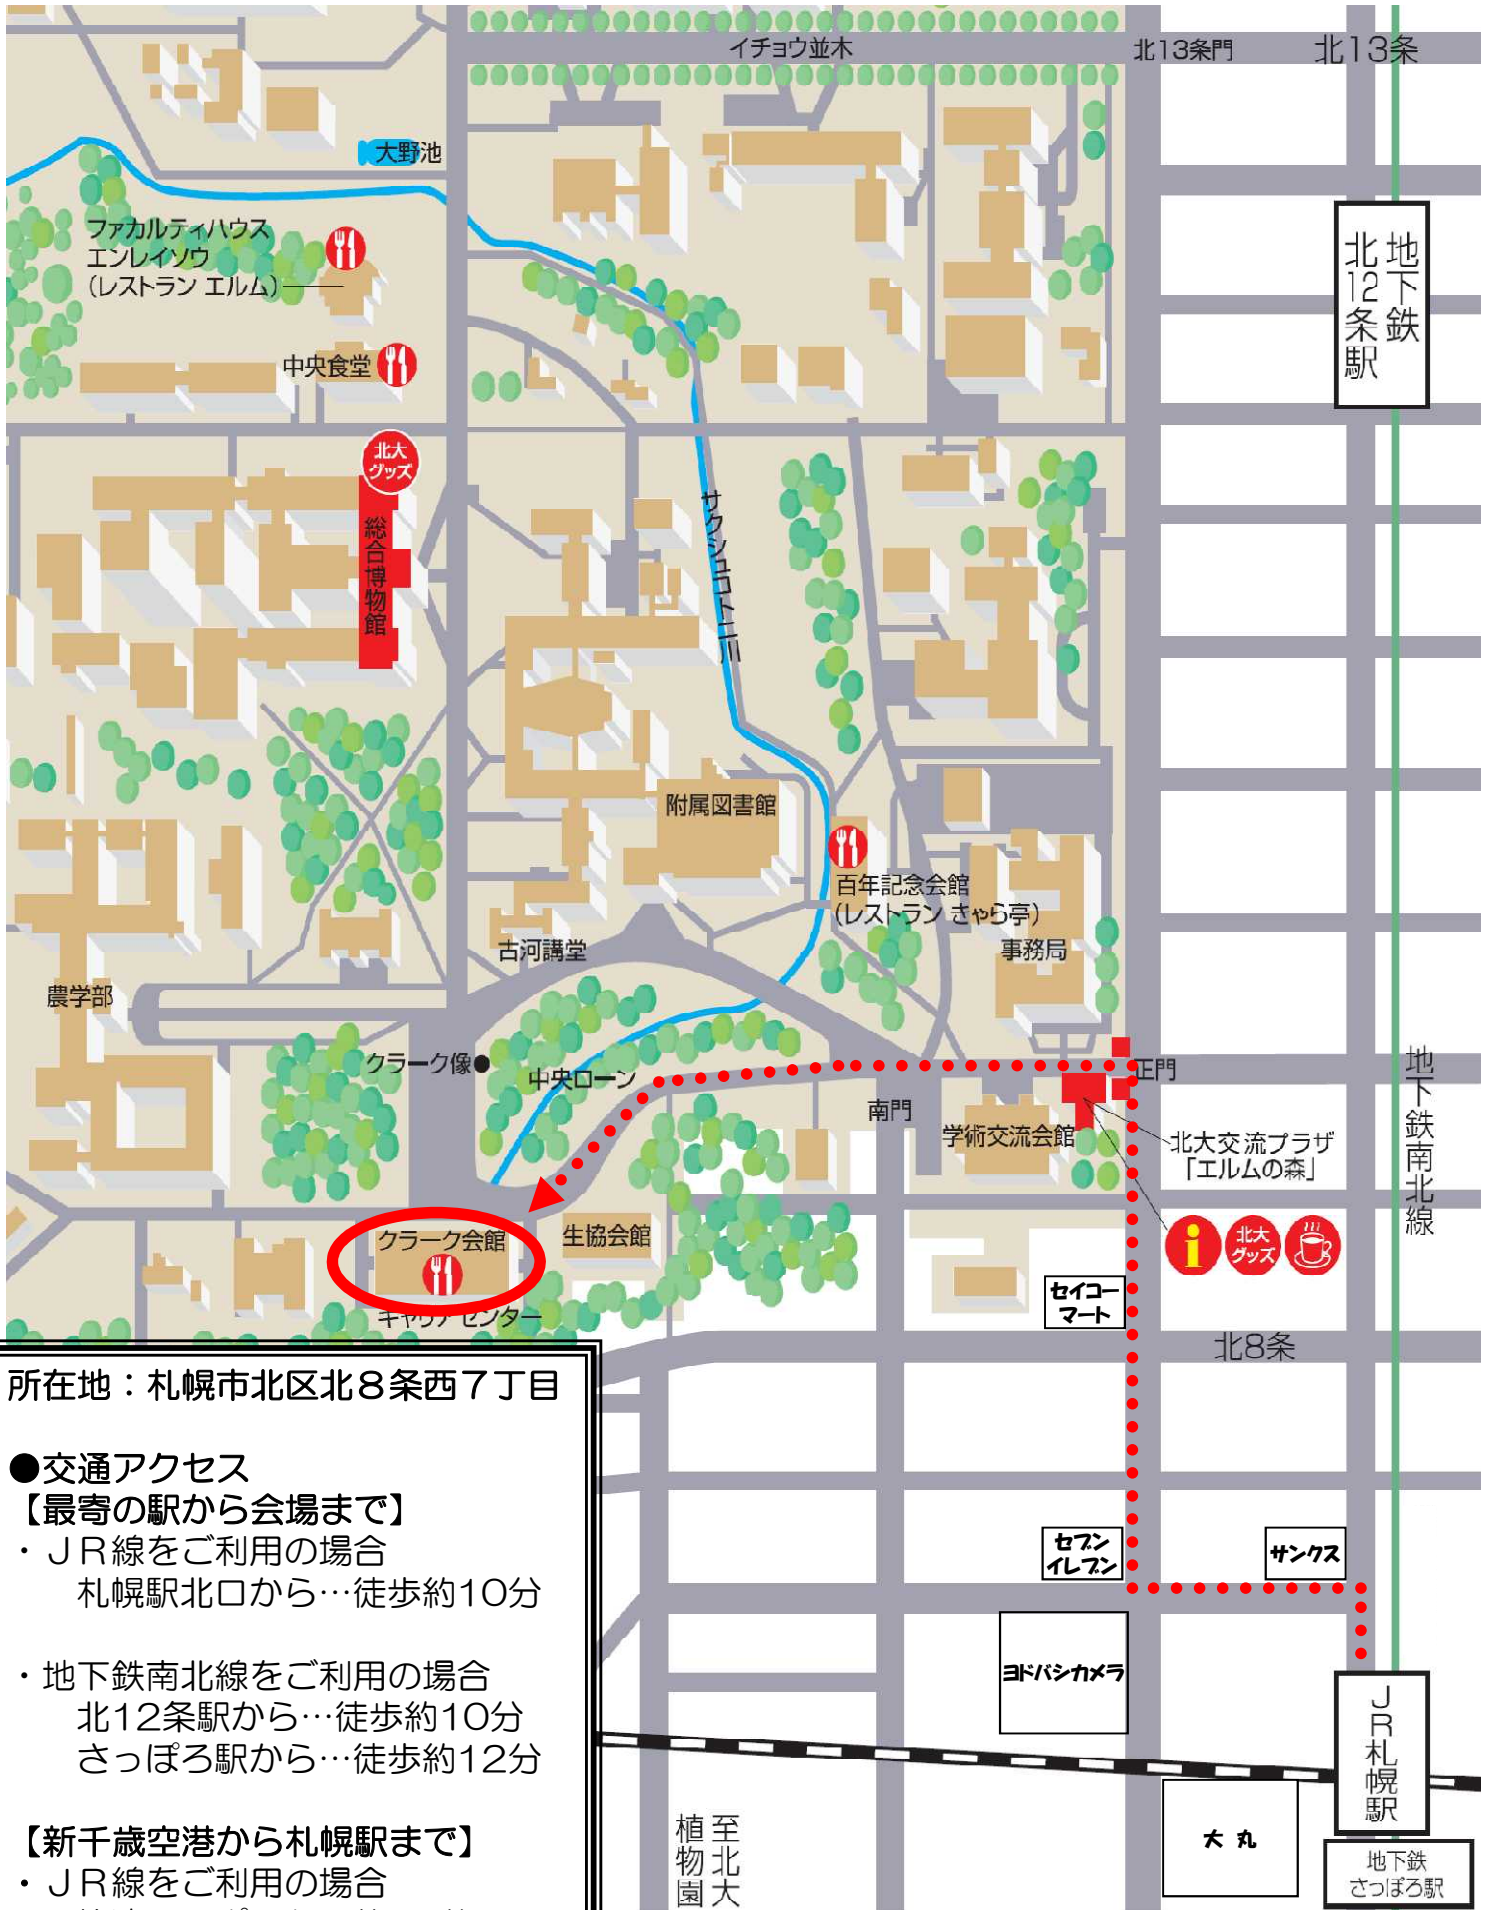 イチョウ並木
北13条門
北13条
大野池
ファカルティハウス
エンレイソウ
(レストラン エルム)
地下鉄
北12条駅
中央食堂
北大
グッズ
総合博物館
サクシュコトニ川
附属図書館
百年記念会館
(レストラン きゃら亭)
古河講堂
事務局
農学部
クラーク像●
中央ローン
正門
地下鉄南北線
南門
学術交流会館
北大交流プラザ
「エルムの森」
i
北大
グッズ
クラーク会館
生協会館
キャリアセンター
セイコー
マート
北8条
所在地：札幌市北区北８条西７丁目
●交通アクセス
【最寄の駅から会場まで】
・ＪＲ線をご利用の場合
札幌駅北口から…徒歩約10分
・地下鉄南北線をご利用の場合
北12条駅から…徒歩約10分
さっぽろ駅から…徒歩約12分
【新千歳空港から札幌駅まで】
・ＪＲ線をご利用の場合
セブン
イレブン
サンクス
ヨドバシカメラ
ＪＲ札幌駅
大丸
地下鉄
さっぽろ駅
至北大
植物園